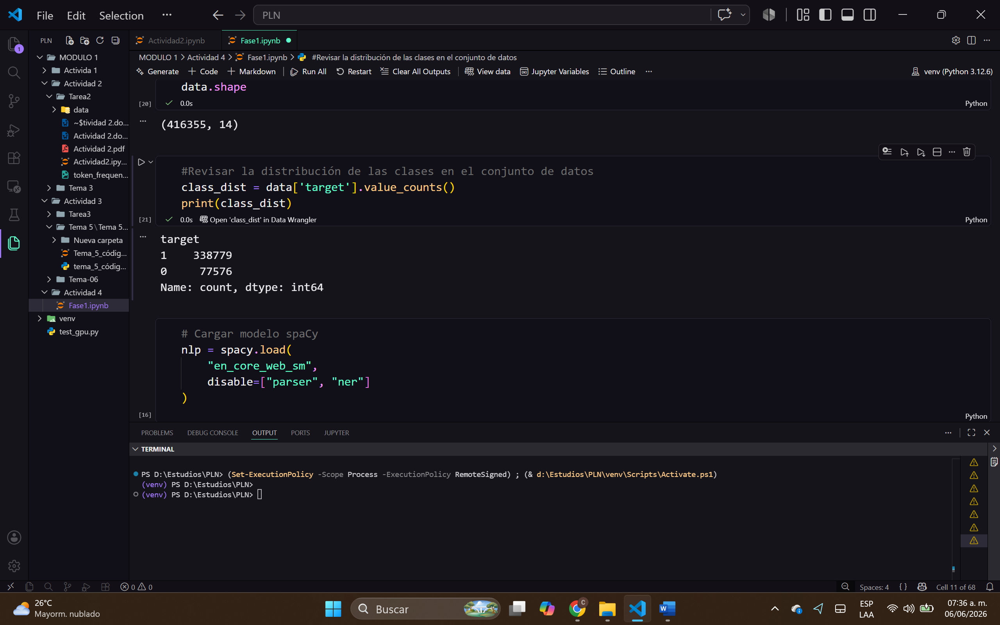 File Edit Selection ···
PLN
PLN
Actividad2.ipynb
Fase1.ipynb
MODULO 1 > Actividad 4 > Fase1.ipynb > #Revisar la distribución de las clases en el conjunto de datos
Generate + Code + Markdown Run All Restart Clear All Outputs View data Jupyter Variables Outline ···
venv (Python 3.12.6)
1
MODULO 1
Activida 1
Actividad 2
Tarea2
data
~$tividad 2.do...
Actividad 2.do...
Actividad 2.pdf
Actividad2.ipy...
token_frequen...
Tema 3
Actividad 3
Tarea3
Tema 5\Tema 5...
Nueva carpeta
Tema_5_códig...
tema_5_códig...
Tema-06
Actividad 4
Fase1.ipynb
venv
test_gpu.py
data.shape
[20] 0.0s Python
(416355, 14)
#Revisar la distribución de las clases en el conjunto de datos
class_dist = data['target'].value_counts()
print(class_dist)
[21] 0.0s Open 'class_dist' in Data Wrangler Python
target
1 338779
0 77576
Name: count, dtype: int64
# Cargar modelo spaCy
nlp = spacy.load(
"en_core_web_sm",
disable=["parser", "ner"]
)
[16] Python
PROBLEMS DEBUG CONSOLE OUTPUT PORTS JUPYTER
TERMINAL
PS D:\Estudios\PLN> (Set-ExecutionPolicy -Scope Process -ExecutionPolicy RemoteSigned) ; (& d:\Estudios\PLN\venv\Scripts\Activate.ps1)
(venv) PS D:\Estudios\PLN>
(venv) PS D:\Estudios\PLN>
0 0
Spaces: 4 { } Cell 11 of 68
26°C
Mayorm. nublado
Buscar
C
W
ESP
LAA
07:36 a. m.
06/06/2026